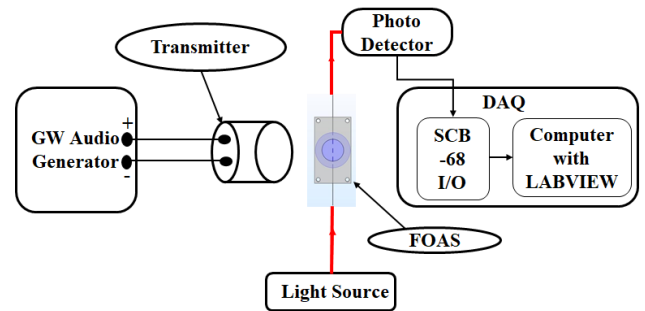 Transmitter
Photo
Detector
+
GW Audio
Generator
-
DAQ
SCB
-68
I/O
Computer
with
LABVIEW
FOAS
Light Source